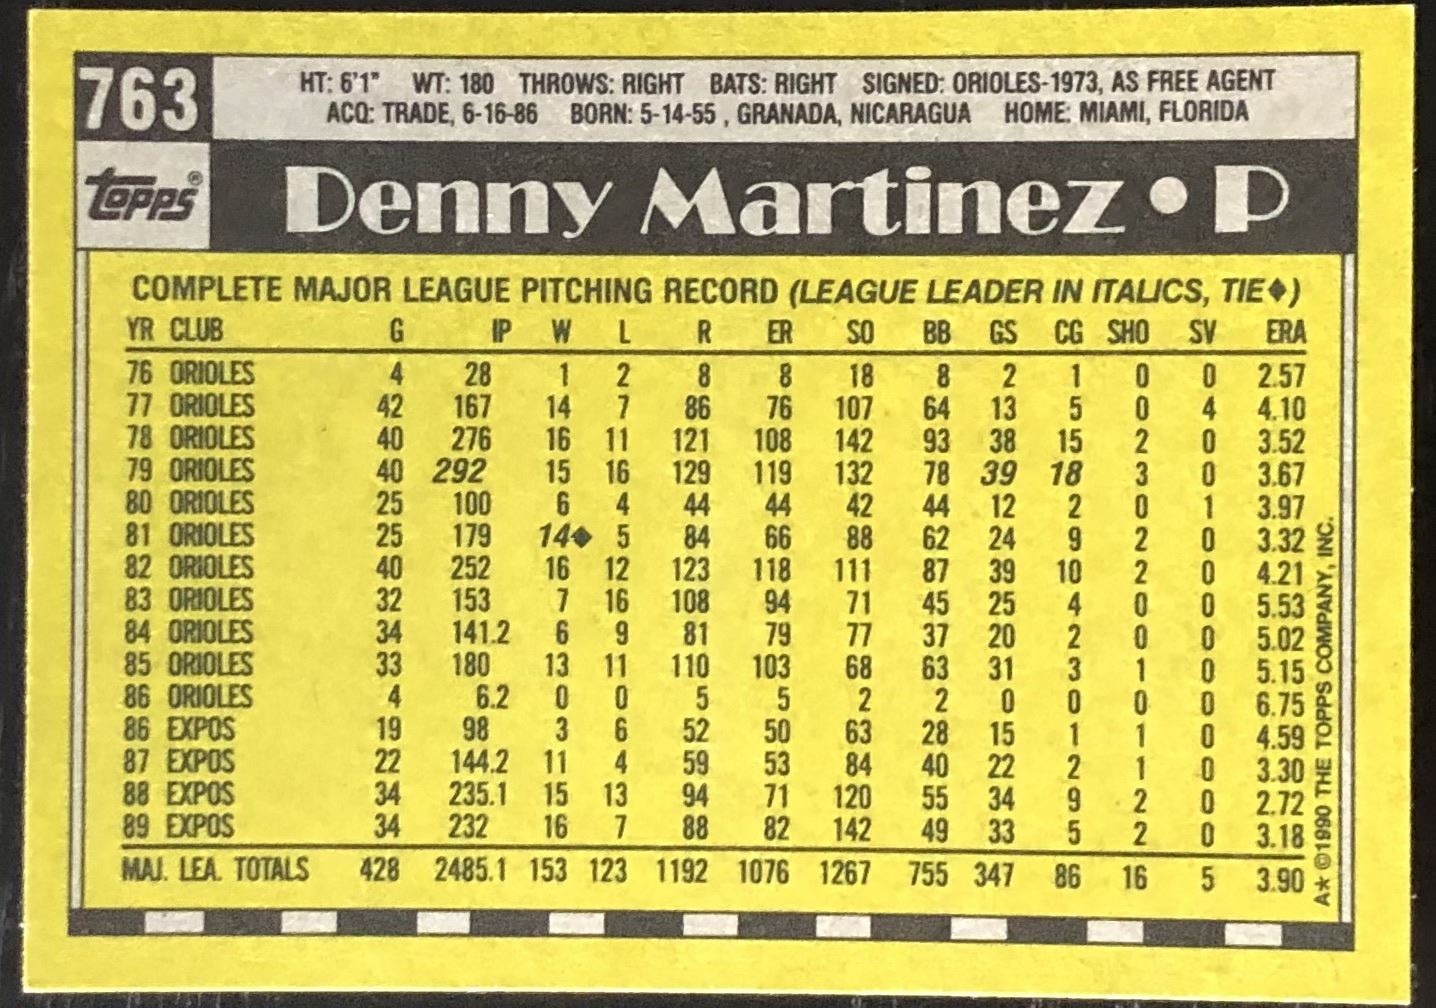 763
HT: 6'1" WT: 180 THROWS: RIGHT BATS: RIGHT SIGNED: ORIOLES-1973, AS FREE AGENT
ACQ: TRADE, 6-16-86 BORN: 5-14-55 , GRANADA, NICARAGUA HOME: MIAMI, FLORIDA
TOPPS®
Denny Martinez • P
COMPLETE MAJOR LEAGUE PITCHING RECORD (LEAGUE LEADER IN ITALICS, TIE♦)
YR CLUB G IP W L R ER SO BB GS CG SHO SV ERA
76 ORIOLES 4 28 1 2 8 8 18 8 2 1 0 0 2.57
77 ORIOLES 42 167 14 7 86 76 107 64 13 5 0 4 4.10
78 ORIOLES 40 276 16 11 121 108 142 93 38 15 2 0 3.52
79 ORIOLES 40 292 15 16 129 119 132 78 39 18 3 0 3.67
80 ORIOLES 25 100 6 4 44 44 42 44 12 2 0 1 3.97
81 ORIOLES 25 179 14♦ 5 84 66 88 62 24 9 2 0 3.32
82 ORIOLES 40 252 16 12 123 118 111 87 39 10 2 0 4.21
83 ORIOLES 32 153 7 16 108 94 71 45 25 4 0 0 5.53
84 ORIOLES 34 141.2 6 9 81 79 77 37 20 2 0 0 5.02
85 ORIOLES 33 180 13 11 110 103 68 63 31 3 1 0 5.15
86 ORIOLES 4 6.2 0 0 5 5 2 2 0 0 0 0 6.75
86 EXPOS 19 98 3 6 52 50 63 28 15 1 1 0 4.59
87 EXPOS 22 144.2 11 4 59 53 84 40 22 2 1 0 3.30
88 EXPOS 34 235.1 15 13 94 71 120 55 34 9 2 0 2.72
89 EXPOS 34 232 16 7 88 82 142 49 33 5 2 0 3.18
MAJ. LEA. TOTALS 428 2485.1 153 123 1192 1076 1267 755 347 86 16 5 3.90
A* ©1990 THE TOPPS COMPANY, INC.